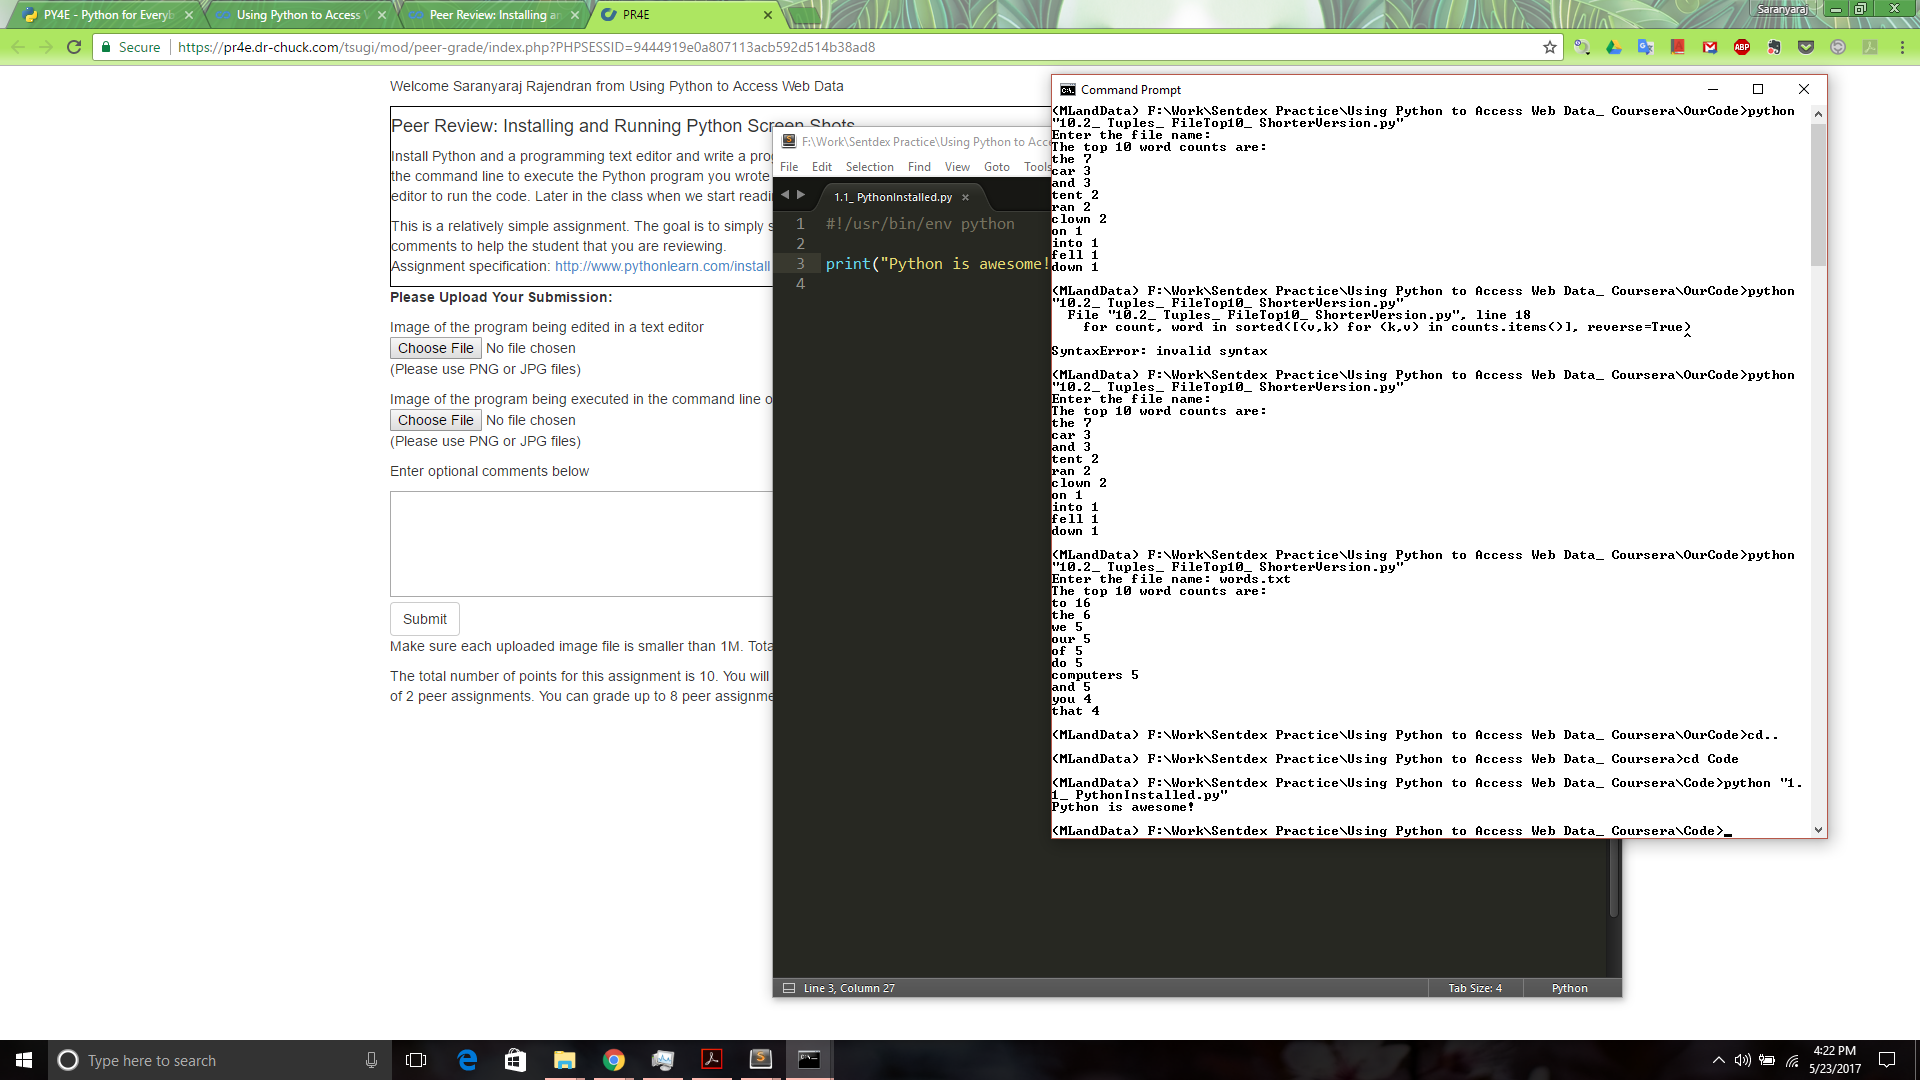 PY4E - Python for Everyb
Using Python to Access
Peer Review: Installing an
PR4E
Saranyaraj
Secure
https://pr4e.dr-chuck.com/tsugi/mod/peer-grade/index.php?PHPSESSID=9444919e0a807113acb592d514b38ad8
Welcome Saranyaraj Rajendran from Using Python to Access Web Data
Peer Review: Installing and Running Python Screen Shots
Install Python and a programming text editor and write a pro
the command line to execute the Python program you wrote
editor to run the code. Later in the class when we start readi
This is a relatively simple assignment. The goal is to simply s
comments to help the student that you are reviewing.
Assignment specification: http://www.pythonlearn.com/install
Please Upload Your Submission:
Image of the program being edited in a text editor
Choose File No file chosen
(Please use PNG or JPG files)
Image of the program being executed in the command line o
Choose File No file chosen
(Please use PNG or JPG files)
Enter optional comments below
Submit
Make sure each uploaded image file is smaller than 1M. Tota
The total number of points for this assignment is 10. You will
of 2 peer assignments. You can grade up to 8 peer assignme
F:\Work\Sentdex Practice\Using Python to Acce
File Edit Selection Find View Goto Tools
1.1_ PythonInstalled.py
1 #!/usr/bin/env python
2
3 print("Python is awesome!
4
Line 3, Column 27
Tab Size: 4
Python
Command Prompt
(MLandData) F:\Work\Sentdex Practice\Using Python to Access Web Data_ Coursera\OurCode>python
"10.2_ Tuples_ FileTop10_ ShorterVersion.py"
Enter the file name:
The top 10 word counts are:
the 7
car 3
and 3
tent 2
ran 2
clown 2
on 1
into 1
fell 1
down 1
(MLandData) F:\Work\Sentdex Practice\Using Python to Access Web Data_ Coursera\OurCode>python
"10.2_ Tuples_ FileTop10_ ShorterVersion.py"
File "10.2_ Tuples_ FileTop10_ ShorterVersion.py", line 18
for count, word in sorted([(v,k) for (k,v) in counts.items()], reverse=True)
^
SyntaxError: invalid syntax
(MLandData) F:\Work\Sentdex Practice\Using Python to Access Web Data_ Coursera\OurCode>python
"10.2_ Tuples_ FileTop10_ ShorterVersion.py"
Enter the file name:
The top 10 word counts are:
the 7
car 3
and 3
tent 2
ran 2
clown 2
on 1
into 1
fell 1
down 1
(MLandData) F:\Work\Sentdex Practice\Using Python to Access Web Data_ Coursera\OurCode>python
"10.2_ Tuples_ FileTop10_ ShorterVersion.py"
Enter the file name: words.txt
The top 10 word counts are:
to 16
the 6
we 5
our 5
of 5
do 5
computers 5
and 5
you 4
that 4
(MLandData) F:\Work\Sentdex Practice\Using Python to Access Web Data_ Coursera\OurCode>cd..
(MLandData) F:\Work\Sentdex Practice\Using Python to Access Web Data_ Coursera>cd Code
(MLandData) F:\Work\Sentdex Practice\Using Python to Access Web Data_ Coursera\Code>python "1.
1_ PythonInstalled.py"
Python is awesome!
(MLandData) F:\Work\Sentdex Practice\Using Python to Access Web Data_ Coursera\Code>
Type here to search
4:22 PM
5/23/2017